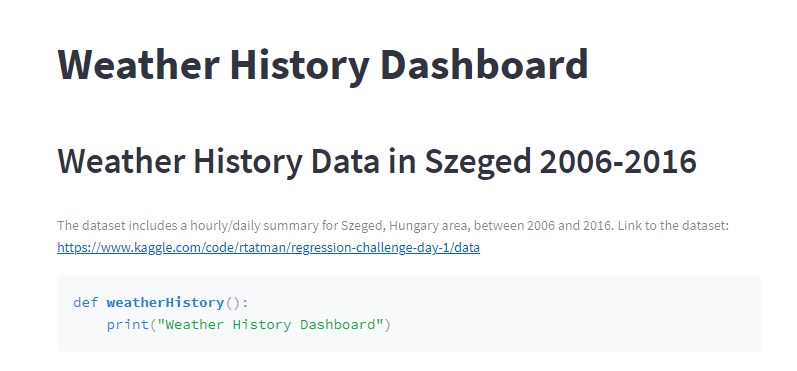 Weather History Dashboard
Weather History Data in Szeged 2006-2016
The dataset includes a hourly/daily summary for Szeged, Hungary area, between 2006 and 2016. Link to the dataset:
https://www.kaggle.com/code/rtatman/regression-challenge-day-1/data
def weatherHistory():
    print("Weather History Dashboard")